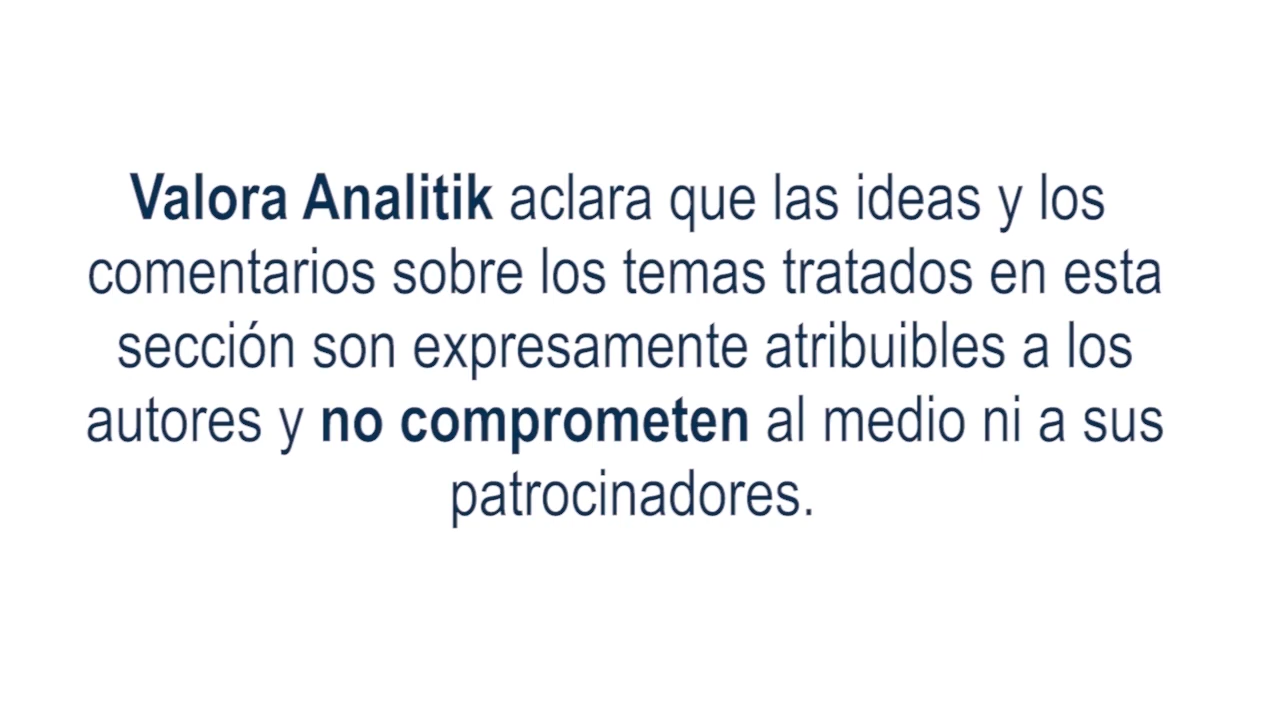 Valora Analitik aclara que las ideas y los
comentarios sobre los temas tratados en esta
sección son expresamente atribuibles a los
autores y no comprometen al medio ni a sus
patrocinadores.